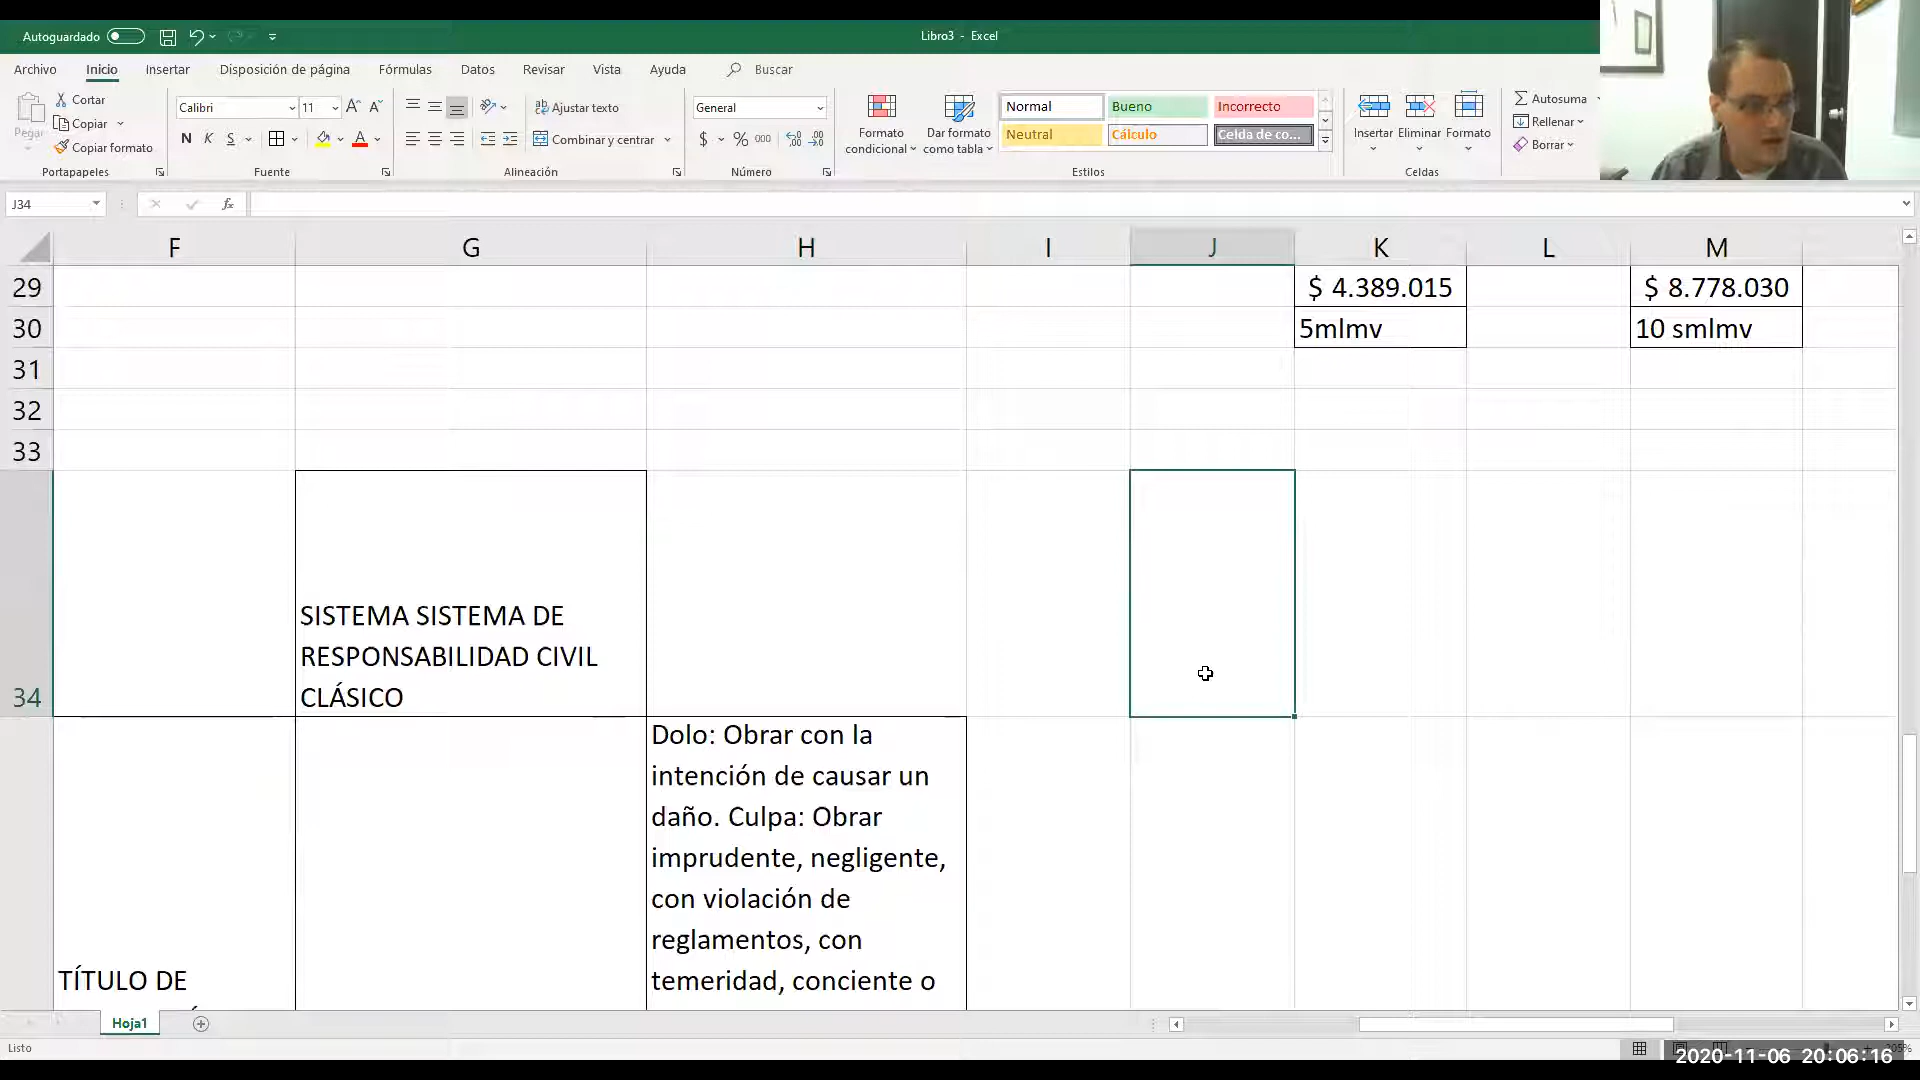 Autoguardado
Libro3 - Excel
Archivo Inicio Insertar Disposición de página Fórmulas Datos Revisar Vista Ayuda Buscar
Pegar
Cortar
Copiar
Copiar formato
Portapapeles
Calibri 11 A A
N K S A
Fuente
ab Ajustar texto
Combinar y centrar
Alineación
General
$ % 000
Número
Formato condicional
Dar formato como tabla
Normal Bueno Incorrecto
Neutral Cálculo Celda de co...
Estilos
Insertar Eliminar Formato
Celdas
Autosuma
Rellenar
Borrar
J34 fx
F G H I J K L M
29 $ 4.389.015 $ 8.778.030
30 5mlmv 10 smlmv
31
32
33
34
SISTEMA SISTEMA DE
RESPONSABILIDAD CIVIL
CLÁSICO
Dolo: Obrar con la
intención de causar un
daño. Culpa: Obrar
imprudente, negligente,
con violación de
reglamentos, con
temeridad, conciente o
TÍTULO DE
Hoja1
Listo
2020-11-06 20:06:16